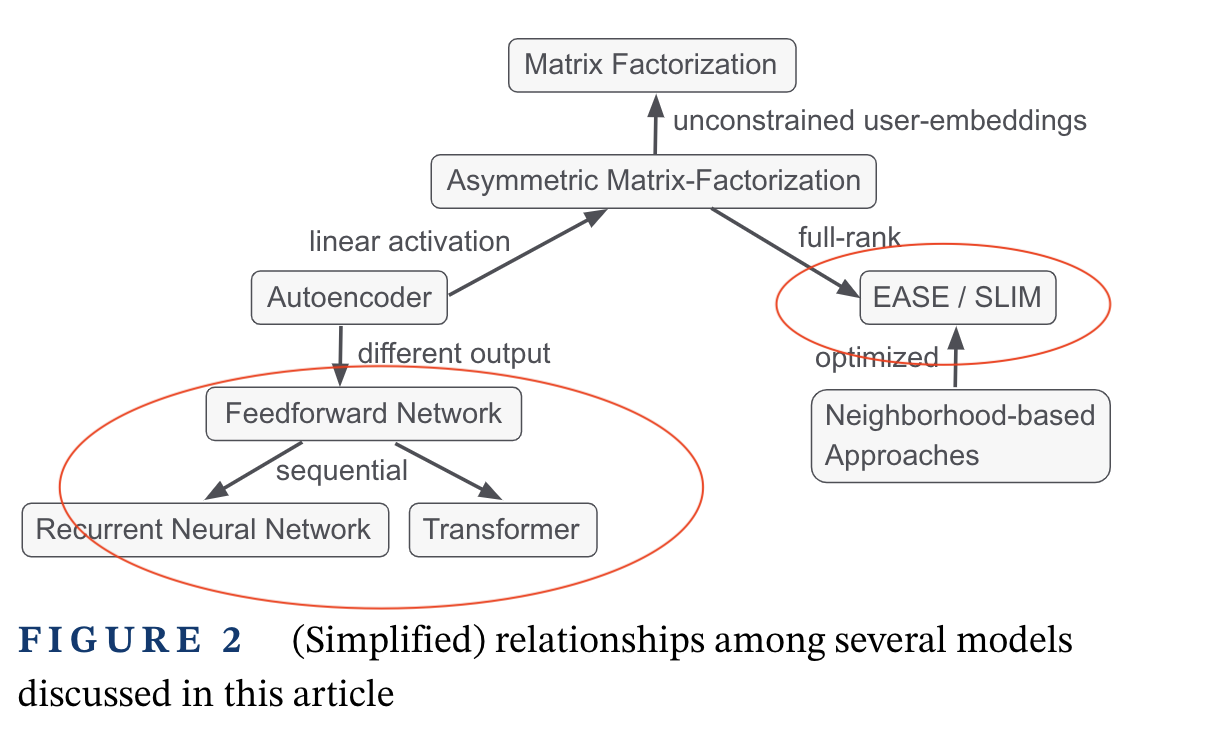 Matrix Factorization
unconstrained user-embeddings
Asymmetric Matrix-Factorization
linear activation
full-rank
Autoencoder
EASE / SLIM
different output
optimized
Feedforward Network
Neighborhood-based
Approaches
sequential
Recurrent Neural Network
Transformer
FIGURE 2 (Simplified) relationships among several models
discussed in this article